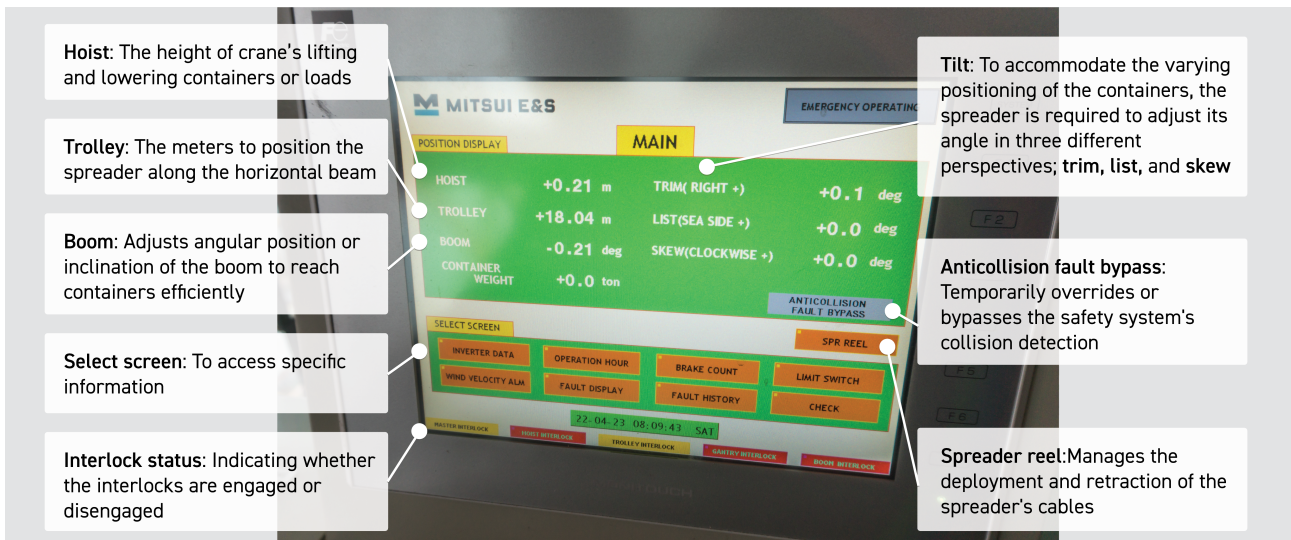 Hoist: The height of crane's lifting
and lowering containers or loads
Trolley: The meters to position the
spreader along the horizontal beam
Boom: Adjusts angular position or
inclination of the boom to reach
containers efficiently
Select screen: To access specific
information
Interlock status: Indicating whether
the interlocks are engaged or
disengaged
MITSUI E&S
EMERGENCY OPERATING
POSITION DISPLAY
MAIN
HOIST +0.21 m TRIM( RIGHT +) +0.1 deg
TROLLEY +18.04 m LIST(SEA SIDE +) +0.0 deg
BOOM -0.21 deg SKEW(CLOCKWISE +) +0.0 deg
CONTAINER
WEIGHT +0.0 ton
ANTICOLLISION
FAULT BYPASS
SELECT SCREEN
SPR REEL
INVERTER DATA OPERATION HOUR BRAKE COUNT LIMIT SWITCH
WIND VELOCITY ALM FAULT DISPLAY FAULT HISTORY CHECK
22-04-23 08:09:43 SAT
MASTER INTERLOCK HOIST INTERLOCK TROLLEY INTERLOCK GANTRY INTERLOCK BOOM INTERLOCK
F2
F5
F6
Tilt: To accommodate the varying
positioning of the containers, the
spreader is required to adjust its
angle in three different
perspectives; trim, list, and skew
Anticollision fault bypass:
Temporarily overrides or
bypasses the safety system's
collision detection
Spreader reel:Manages the
deployment and retraction of the
spreader's cables